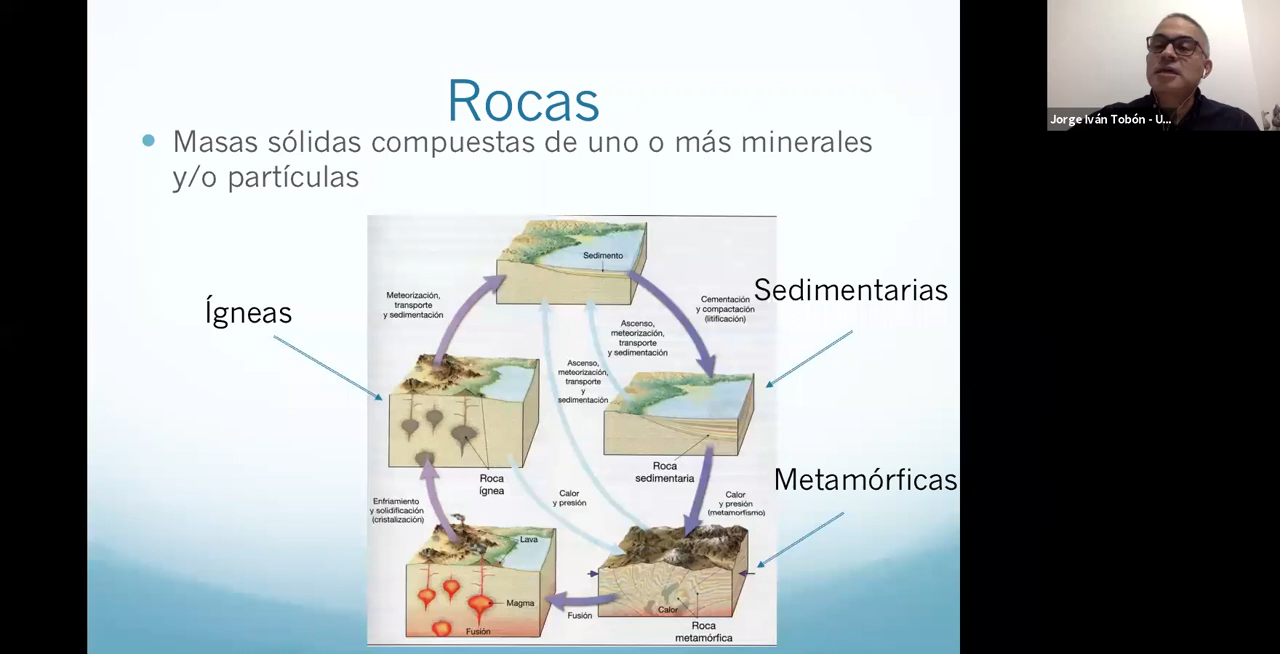 Rocas
Masas sólidas compuestas de uno o más minerales
y/o partículas
Jorge Iván Tobón - U...
Sedimento
Meteorización,
transporte
y sedimentación
Cementación
y compactación
(litificación)
Sedimentarias
Ígneas
Ascenso,
meteorización,
transporte
y sedimentación
Ascenso,
meteorización,
transporte
y
sedimentación
Roca
ígnea
Roca
sedimentaria
Metamórficas
Enfriamiento
y solidificación
(cristalización)
Calor
y presión
Calor
y presión
(metamorfismo)
Lava
Magma
Fusión
Fusión
Calor
Roca
metamórfica